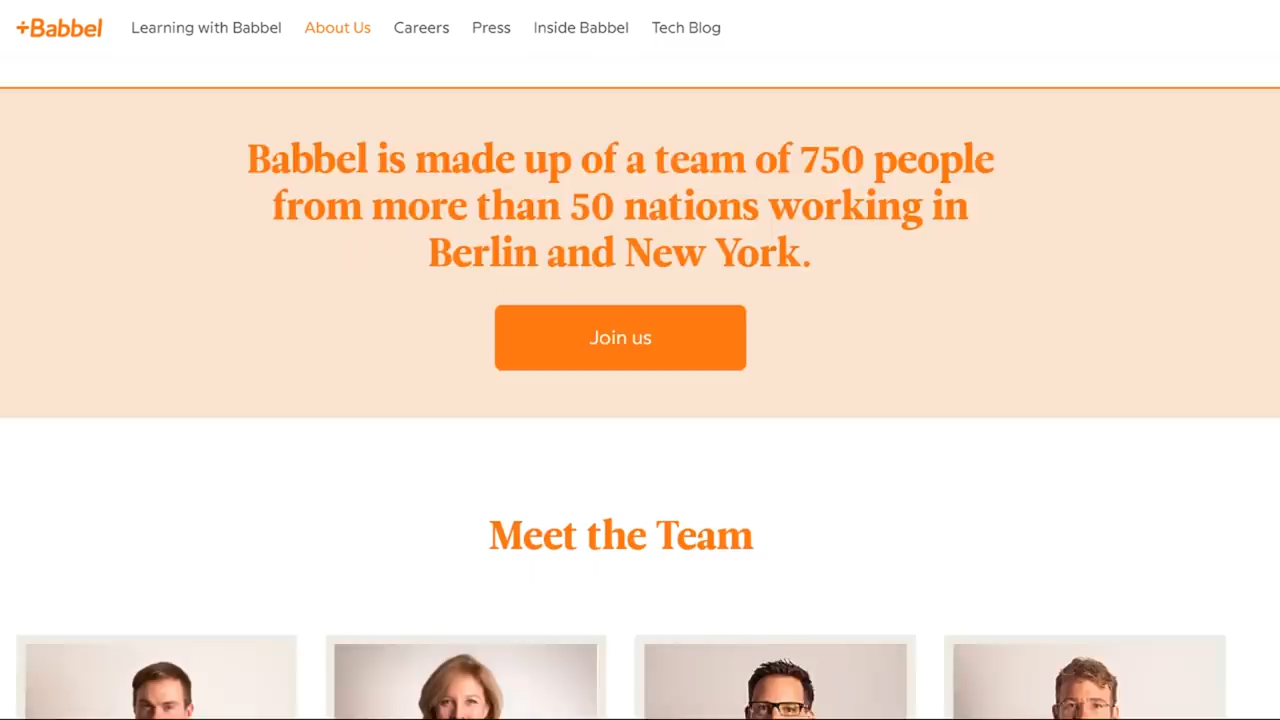 +Babbel Learning with Babbel About Us Careers Press Inside Babbel Tech Blog
Babbel is made up of a team of 750 people
from more than 50 nations working in
Berlin and New York.
Join us
Meet the Team